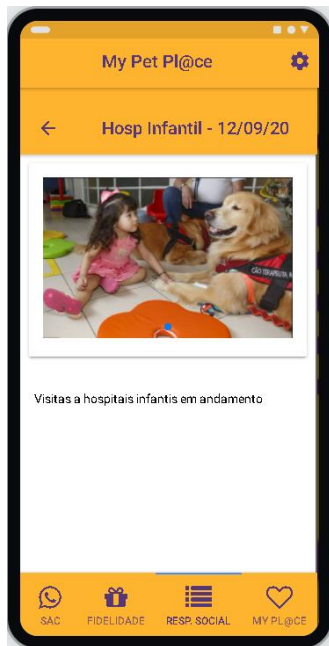 My Pet Pl@ce
Hosp Infantil - 12/09/20
CÃO TERAPEUTA
Visitas a hospitais infantis em andamento
SAC
FIDELIDADE
RESP. SOCIAL
MY PL@CE